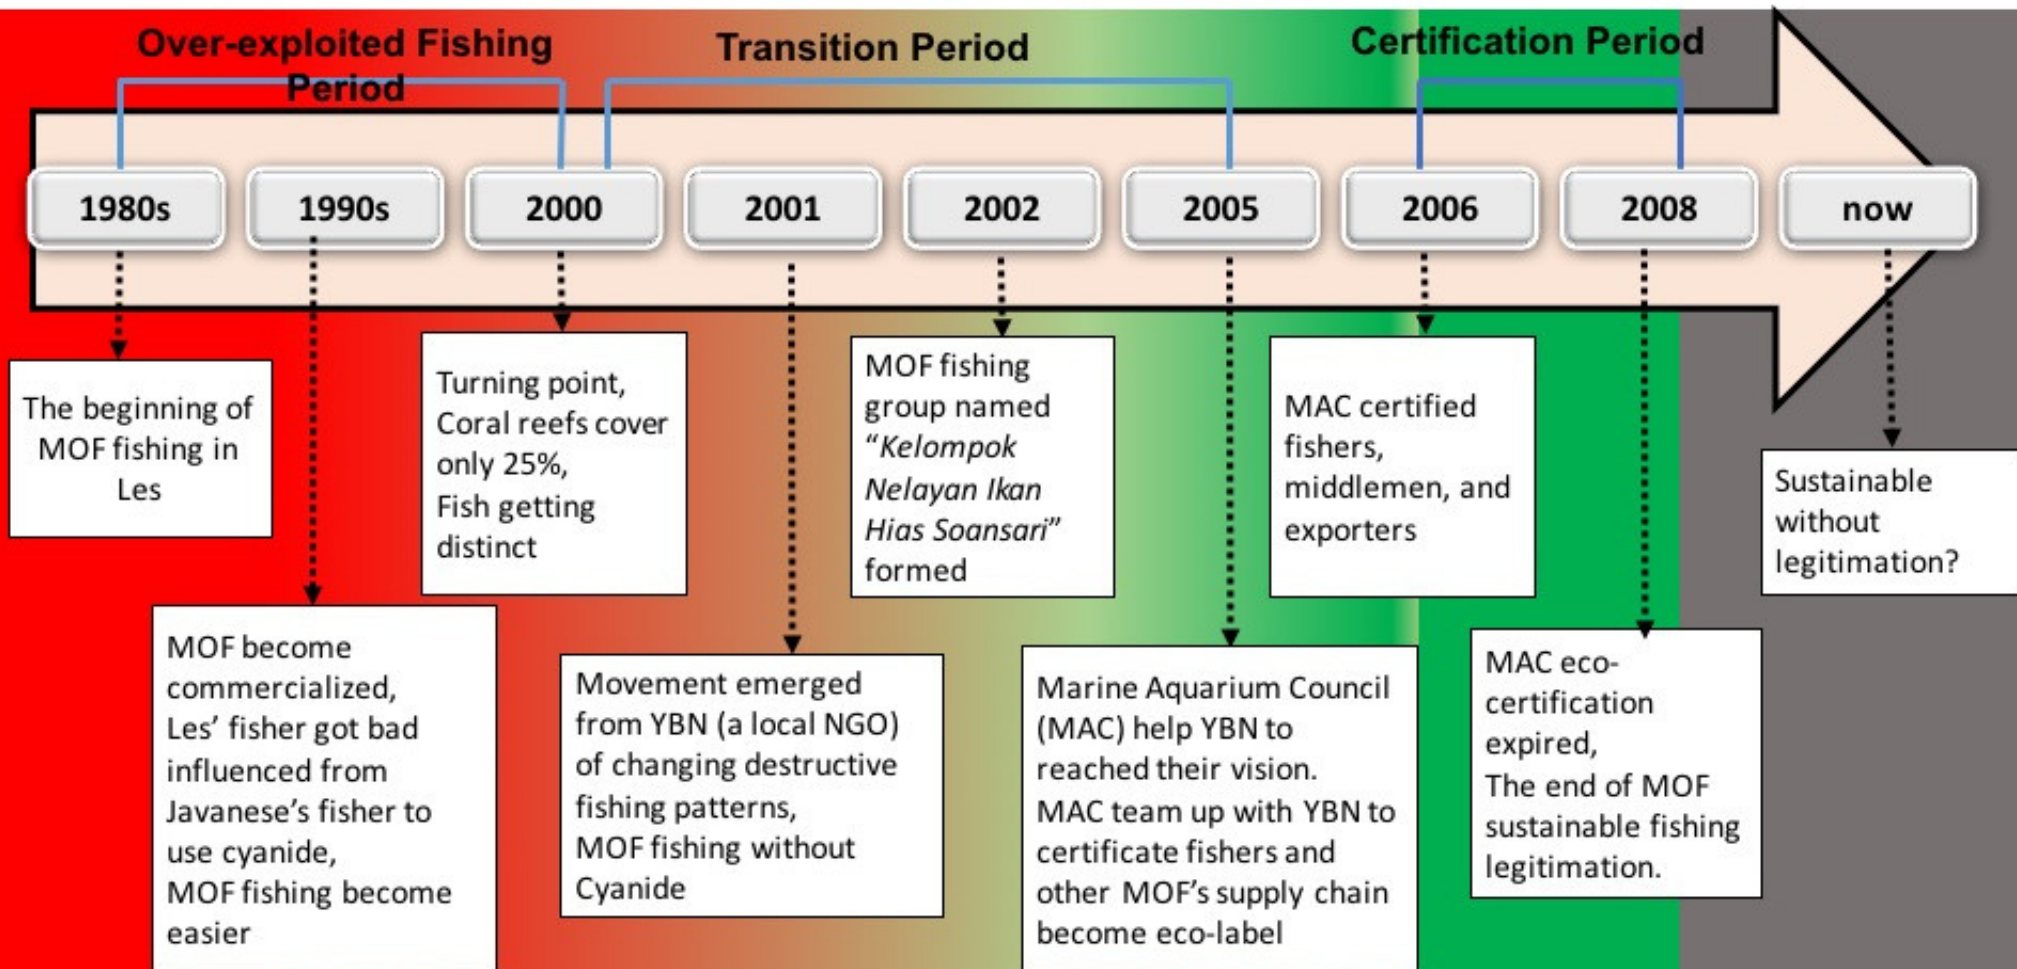 Over-exploited Fishing
Period
Transition Period
Certification Period
1980s
1990s
2000
2001
2002
2005
2006
2008
now
The beginning of
MOF fishing in
Les
MOF become
commercialized,
Les’ fisher got bad
influenced from
Javanese’s fisher to
use cyanide,
MOF fishing become
easier
Turning point,
Coral reefs cover
only 25%,
Fish getting
distinct
Movement emerged
from YBN (a local NGO)
of changing destructive
fishing patterns,
MOF fishing without
Cyanide
MOF fishing
group named
“Kelompok
Nelayan Ikan
Hias Soansari”
formed
Marine Aquarium Council
(MAC) help YBN to
reached their vision.
MAC team up with YBN to
certificate fishers and
other MOF’s supply chain
become eco-label
MAC certified
fishers,
middlemen, and
exporters
MAC eco-
certification
expired,
The end of MOF
sustainable fishing
legitimation.
Sustainable
without
legitimation?